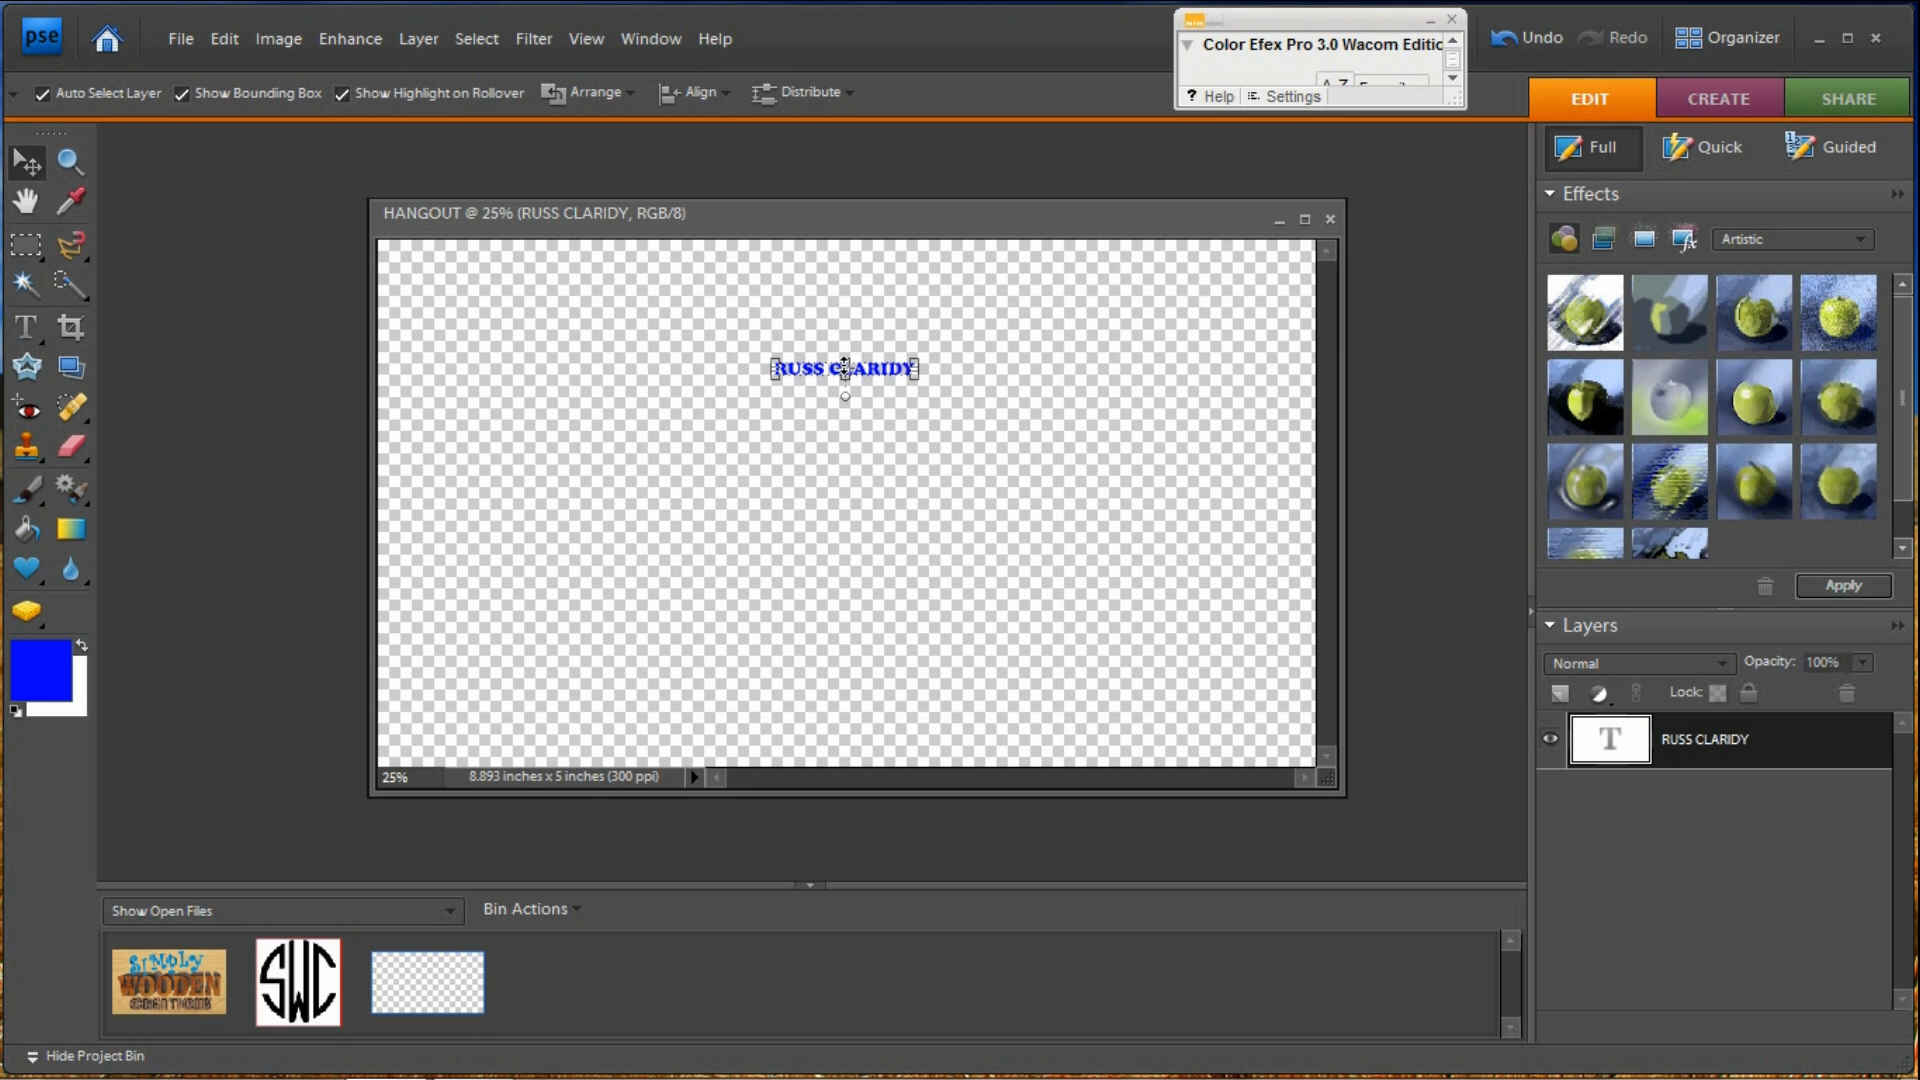 pse File Edit Image Enhance Layer Select Filter View Window Help
Color Efex Pro 3.0 Wacom Editic
? Help Settings
Undo Redo Organizer
Auto Select Layer Show Bounding Box Show Highlight on Rollover Arrange Align Distribute
EDIT CREATE SHARE
Full Quick Guided
Effects
Artistic
HANGOUT @ 25% (RUSS CLARIDY, RGB/8)
RUSS CLARIDY
25% 8.893 inches x 5 inches (300 ppi)
Apply
Layers
Normal Opacity: 100%
Lock:
T RUSS CLARIDY
Show Open Files Bin Actions
SIMPLY
WOODEN
CREATIONS
SWC
Hide Project Bin